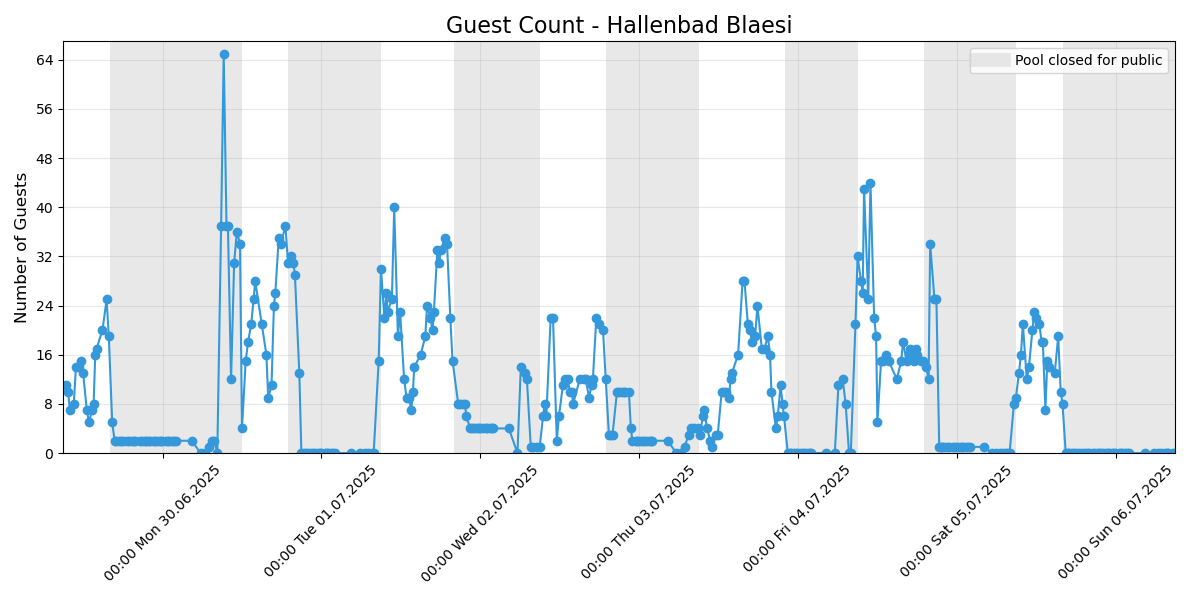 Guest Count - Hallenbad Blaesi
Pool closed for public
Number of Guests
64
56
48
40
32
24
16
8
0
00:00 Mon 30.06.2025
00:00 Tue 01.07.2025
00:00 Wed 02.07.2025
00:00 Thu 03.07.2025
00:00 Fri 04.07.2025
00:00 Sat 05.07.2025
00:00 Sun 06.07.2025